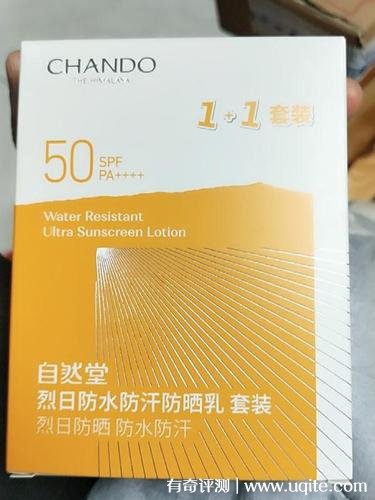 CHANDO
THE HIMALAYA
1+1 套装
50 SPF
PA++++
Water Resistant
Ultra Sunscreen Lotion
自然堂
烈日防水防汗防晒乳 套装
烈日防晒 防水防汗
有奇评测 | www.uqite.com